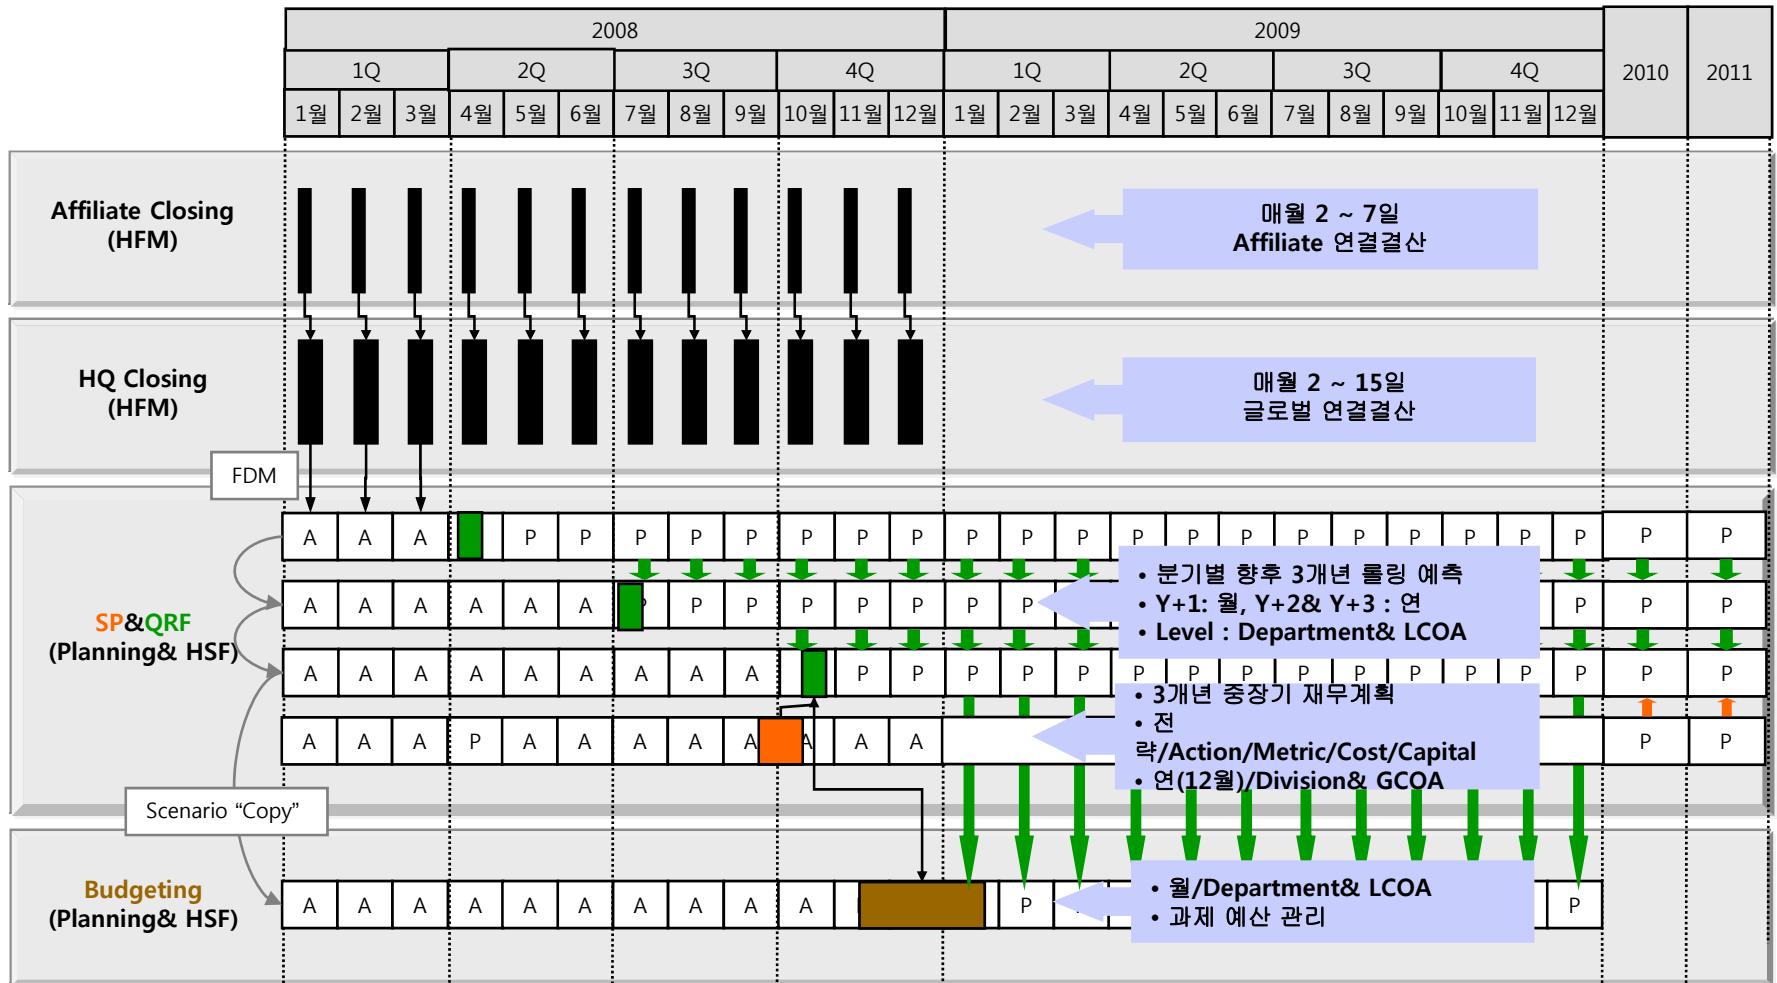 2008 2009 2010 2011
1Q 2Q 3Q 4Q 1Q 2Q 3Q 4Q
1월 2월 3월 4월 5월 6월 7월 8월 9월 10월 11월 12월 1월 2월 3월 4월 5월 6월 7월 8월 9월 10월 11월 12월
Affiliate Closing
(HFM)
매월 2 ~ 7일
Affiliate 연결결산
HQ Closing
(HFM)
매월 2 ~ 15일
글로벌 연결결산
FDM
A A A P P P P P P P P P P P P P P P P P P P P P P
SP&QRF
(Planning& HSF)
A A A A A A P P P P P P P P P P P
• 분기별 향후 3개년 롤링 예측
• Y+1: 월, Y+2& Y+3 : 연
• Level : Department& LCOA
A A A A A A A A A P P P P P P P P P P P P P P P P
A A A P A A A A A A A A P P
• 3개년 중장기 재무계획
• 전
략/Action/Metric/Cost/Capital
• 연(12월)/Division& GCOA
Scenario “Copy”
Budgeting
(Planning& HSF)
A A A A A A A A A A P P
• 월/Department& LCOA
• 과제 예산 관리